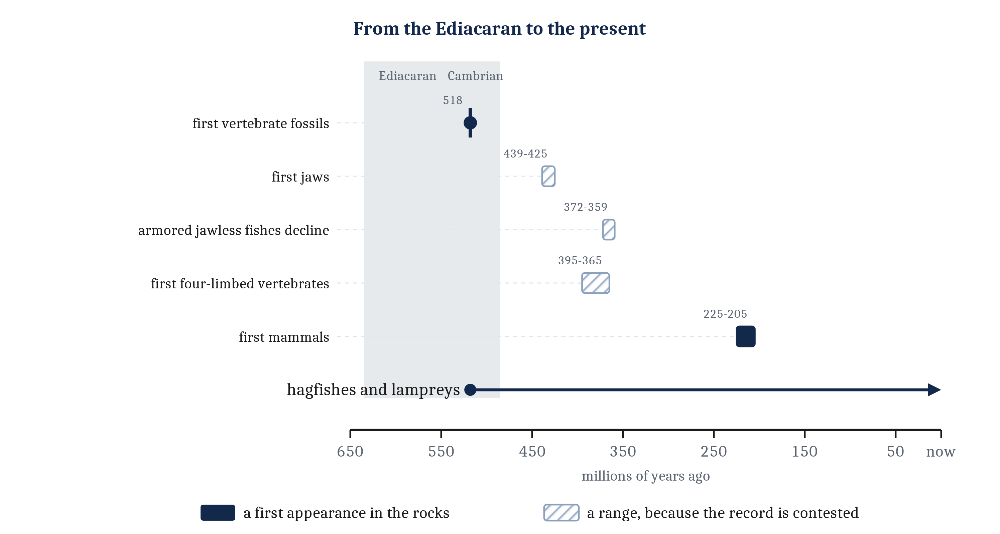 From the Ediacaran to the present
Ediacaran Cambrian
518
first vertebrate fossils
439-425
first jaws
372-359
armored jawless fishes decline
395-365
first four-limbed vertebrates
225-205
first mammals
hagfishes and lampreys
650 550 450 350 250 150 50 now
millions of years ago
a first appearance in the rocks
a range, because the record is contested